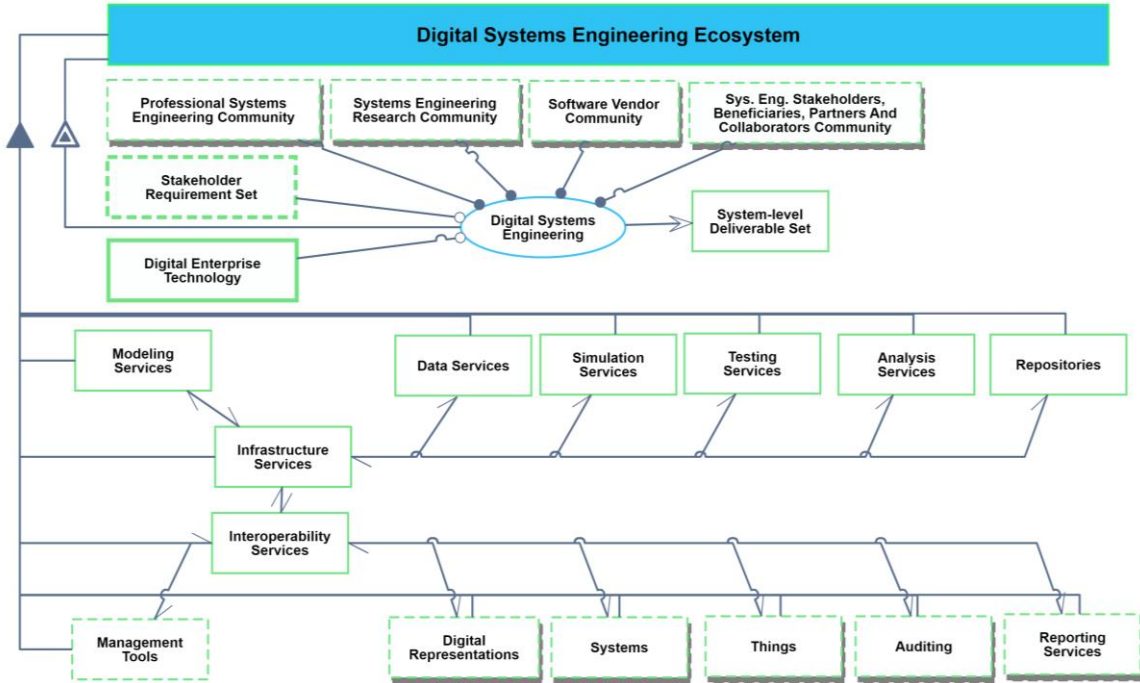 Digital Systems Engineering Ecosystem
Professional Systems
Engineering Community
Systems Engineering
Research Community
Software Vendor
Community
Sys. Eng. Stakeholders,
Beneficiaries, Partners And
Collaborators Community
Stakeholder
Requirement Set
Digital Systems
Engineering
System-level
Deliverable Set
Digital Enterprise
Technology
Modeling
Services
Data Services
Simulation
Services
Testing
Services
Analysis
Services
Repositories
Infrastructure
Services
Interoperability
Services
Management
Tools
Digital
Representations
Systems
Things
Auditing
Reporting
Services